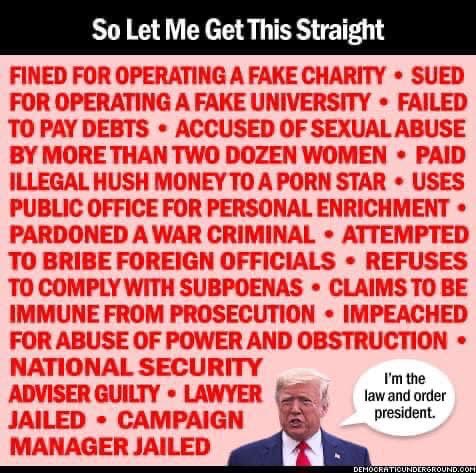 So Let Me Get This Straight
FINED FOR OPERATING A FAKE CHARITY • SUED
FOR OPERATING A FAKE UNIVERSITY • FAILED
TO PAY DEBTS • ACCUSED OF SEXUAL ABUSE
BY MORE THAN TWO DOZEN WOMEN • PAID
ILLEGAL HUSH MONEY TO A PORN STAR • USES
PUBLIC OFFICE FOR PERSONAL ENRICHMENT •
PARDONED A WAR CRIMINAL • ATTEMPTED
TO BRIBE FOREIGN OFFICIALS • REFUSES
TO COMPLY WITH SUBPOENAS • CLAIMS TO BE
IMMUNE FROM PROSECUTION • IMPEACHED
FOR ABUSE OF POWER AND OBSTRUCTION •
NATIONAL SECURITY
ADVISER GUILTY • LAWYER
JAILED • CAMPAIGN
MANAGER JAILED
I'm the
law and order
president.
DEMOCRATICUNDERGROUND.COM